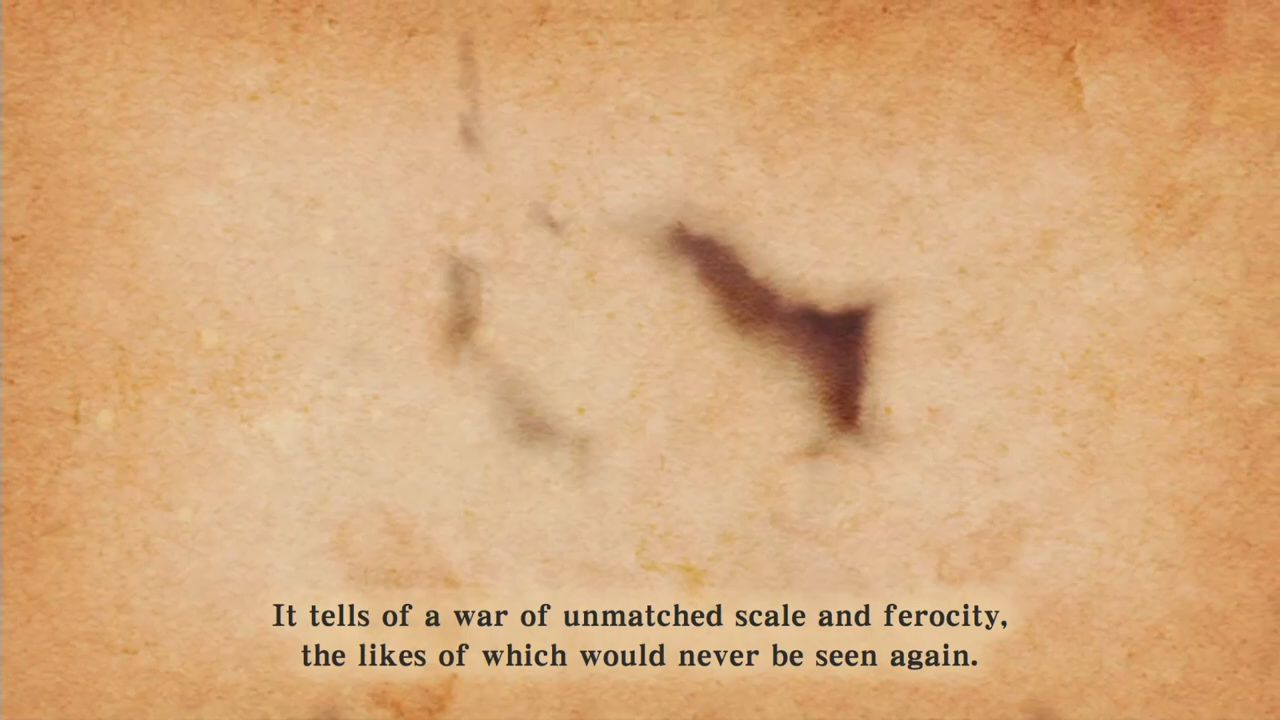 It tells of a war of unmatched scale and ferocity,
the likes of which would never be seen again.